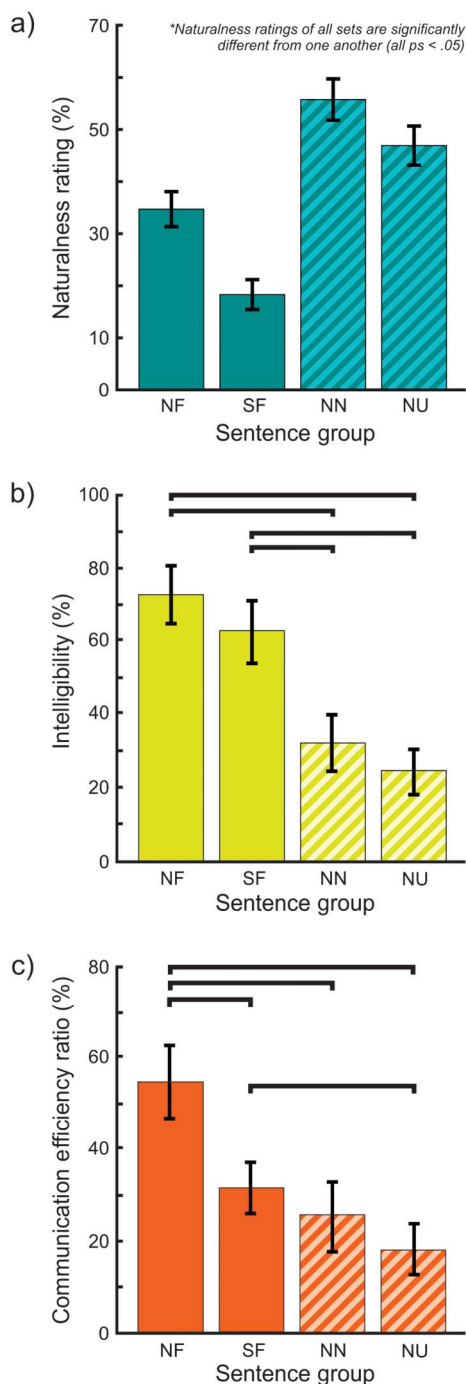 a)
*Naturalness ratings of all sets are significantly
different from one another (all ps < .05)
Naturalness rating (%)
70
50
30
10
0
NF SF NN NU
Sentence group
b)
Intelligibility (%)
100
80
60
40
20
0
NF SF NN NU
Sentence group
c)
Communication efficiency ratio (%)
80
60
40
20
0
NF SF NN NU
Sentence group